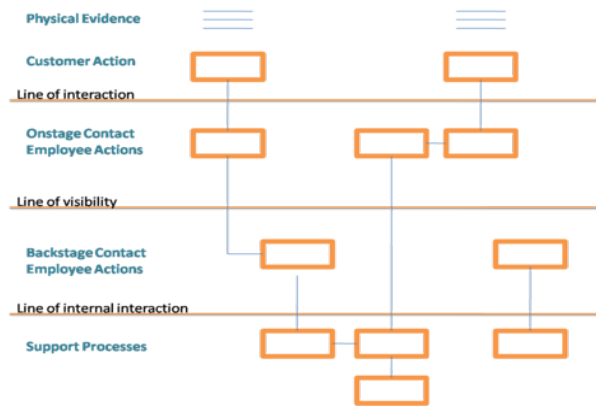 Physical Evidence
Customer Action
Line of interaction
Onstage Contact
Employee Actions
Line of visibility
Backstage Contact
Employee Actions
Line of internal interaction
Support Processes